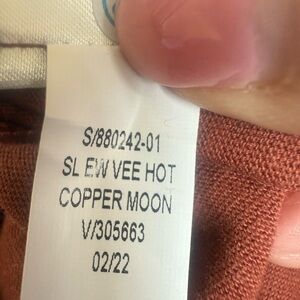 S/880242-01
SL EW VEE HOT
COPPER MOON
V/305663
02/22